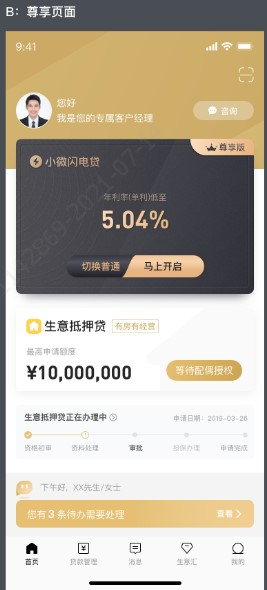 B：尊享页面
9:41
您好
我是您的专属客户经理
咨询
尊享版
小微闪电贷
年利率(单利)低至
5.04%
切换普通
马上开启
生意抵押贷
有房有经营
最高申请额度
¥10,000,000
等待配偶授权
生意抵押贷正在办理中
申请日期：2019-03-26
资格初审
资料处理
审批
抵押办理
申请完成
下午好，XX先生/女士
您有 3 条待办需要处理
查看
首页
贷款管理
消息
生意汇
我的